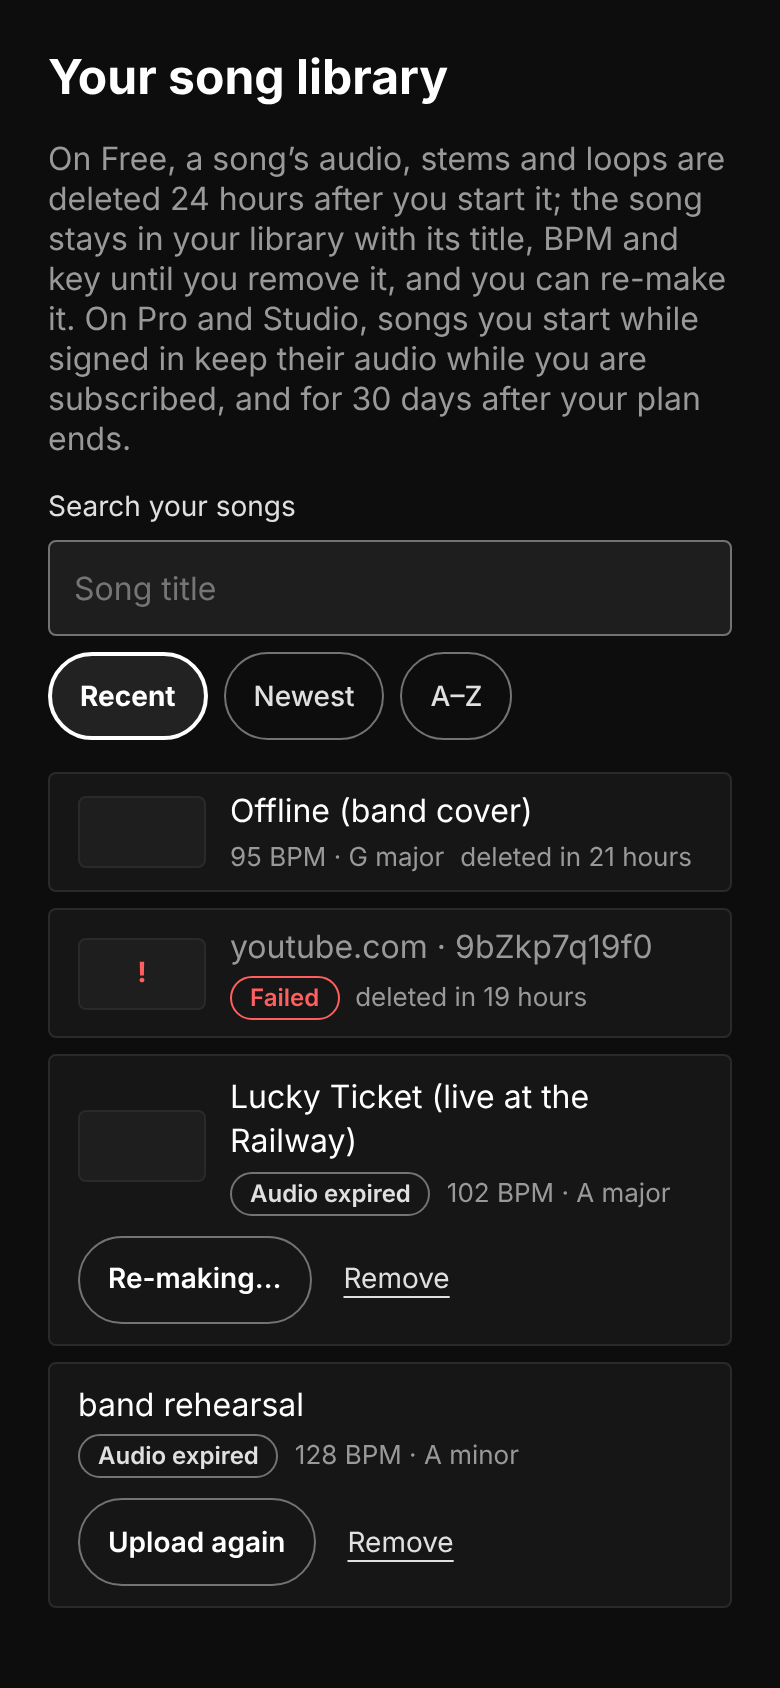 Your song library
On Free, a song’s audio, stems and loops are
deleted 24 hours after you start it; the song
stays in your library with its title, BPM and
key until you remove it, and you can re-make
it. On Pro and Studio, songs you start while
signed in keep their audio while you are
subscribed, and for 30 days after your plan
ends.
Search your songs
Song title
Recent Newest A–Z
Offline (band cover)
95 BPM · G major deleted in 21 hours
!
youtube.com · 9bZkp7q19f0
Failed deleted in 19 hours
Lucky Ticket (live at the
Railway)
Audio expired 102 BPM · A major
Re-making… Remove
band rehearsal
Audio expired 128 BPM · A minor
Upload again Remove